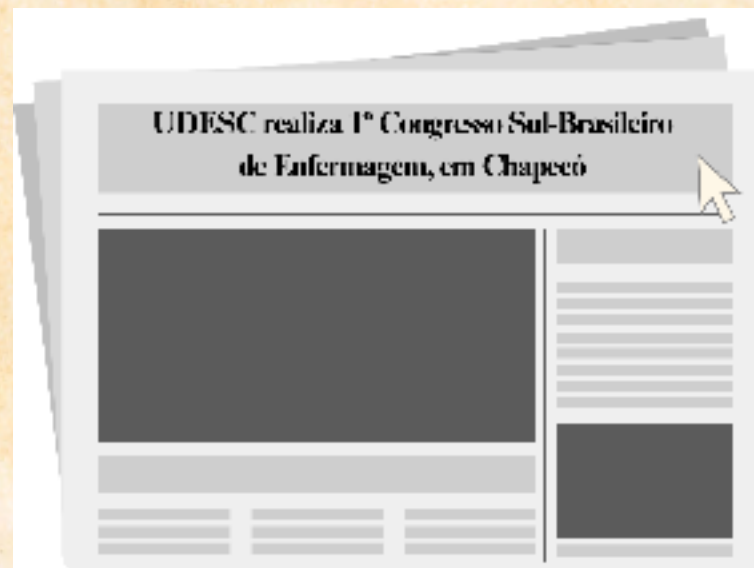 UDESC realiza 1º Congresso Sul-Brasileiro
de Enfermagem, em Chapecó